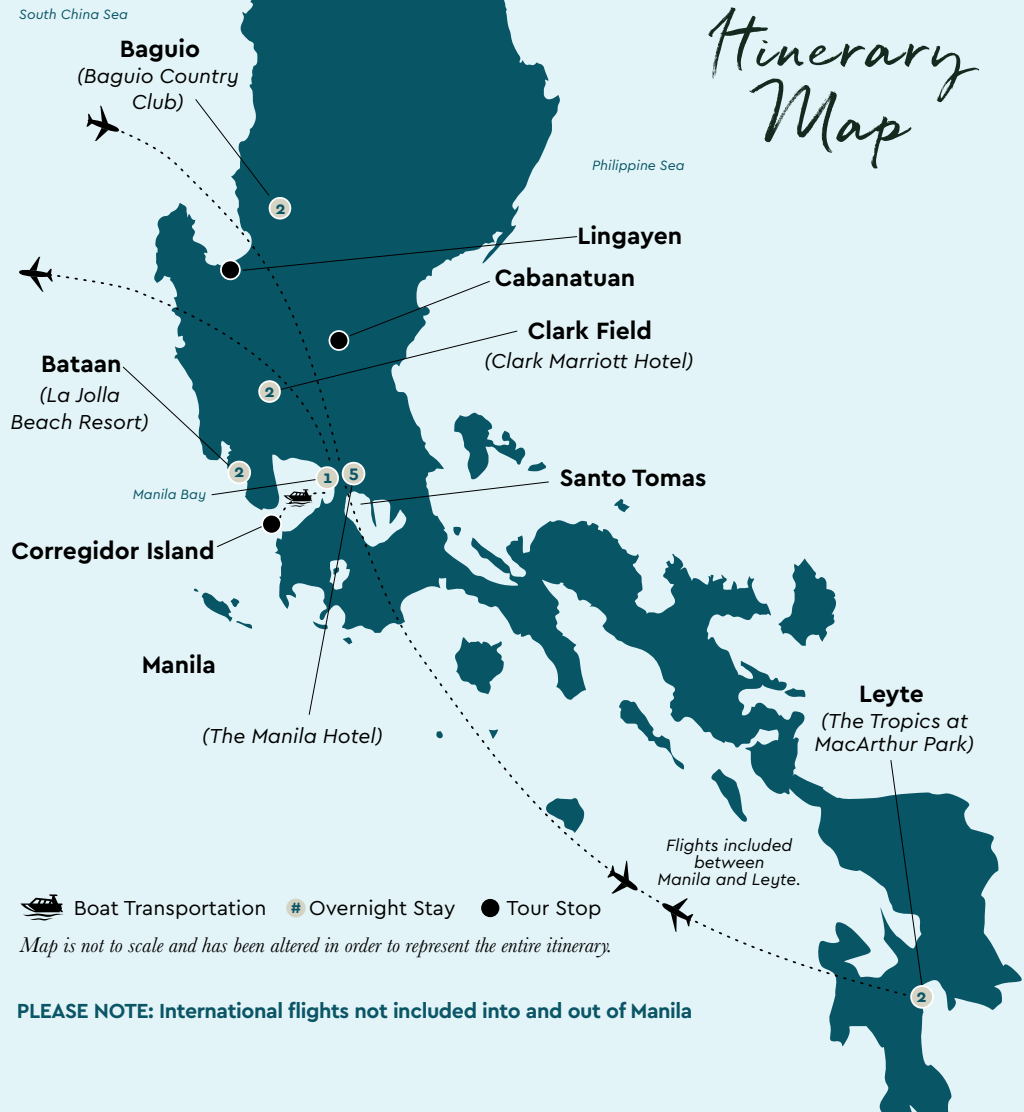 South China Sea
Itinerary
Map
Baguio
(Baguio Country
Club)
Philippine Sea
2
Lingayen
Cabanatuan
Clark Field
(Clark Marriott Hotel)
Bataan
(La Jolla
Beach Resort)
2
2
1
5
Santo Tomas
Manila Bay
Corregidor Island
Manila
(The Manila Hotel)
Leyte
(The Tropics at
MacArthur Park)
Flights included
between
Manila and Leyte.
Boat Transportation
# Overnight Stay
Tour Stop
Map is not to scale and has been altered in order to represent the entire itinerary.
2
PLEASE NOTE: International flights not included into and out of Manila